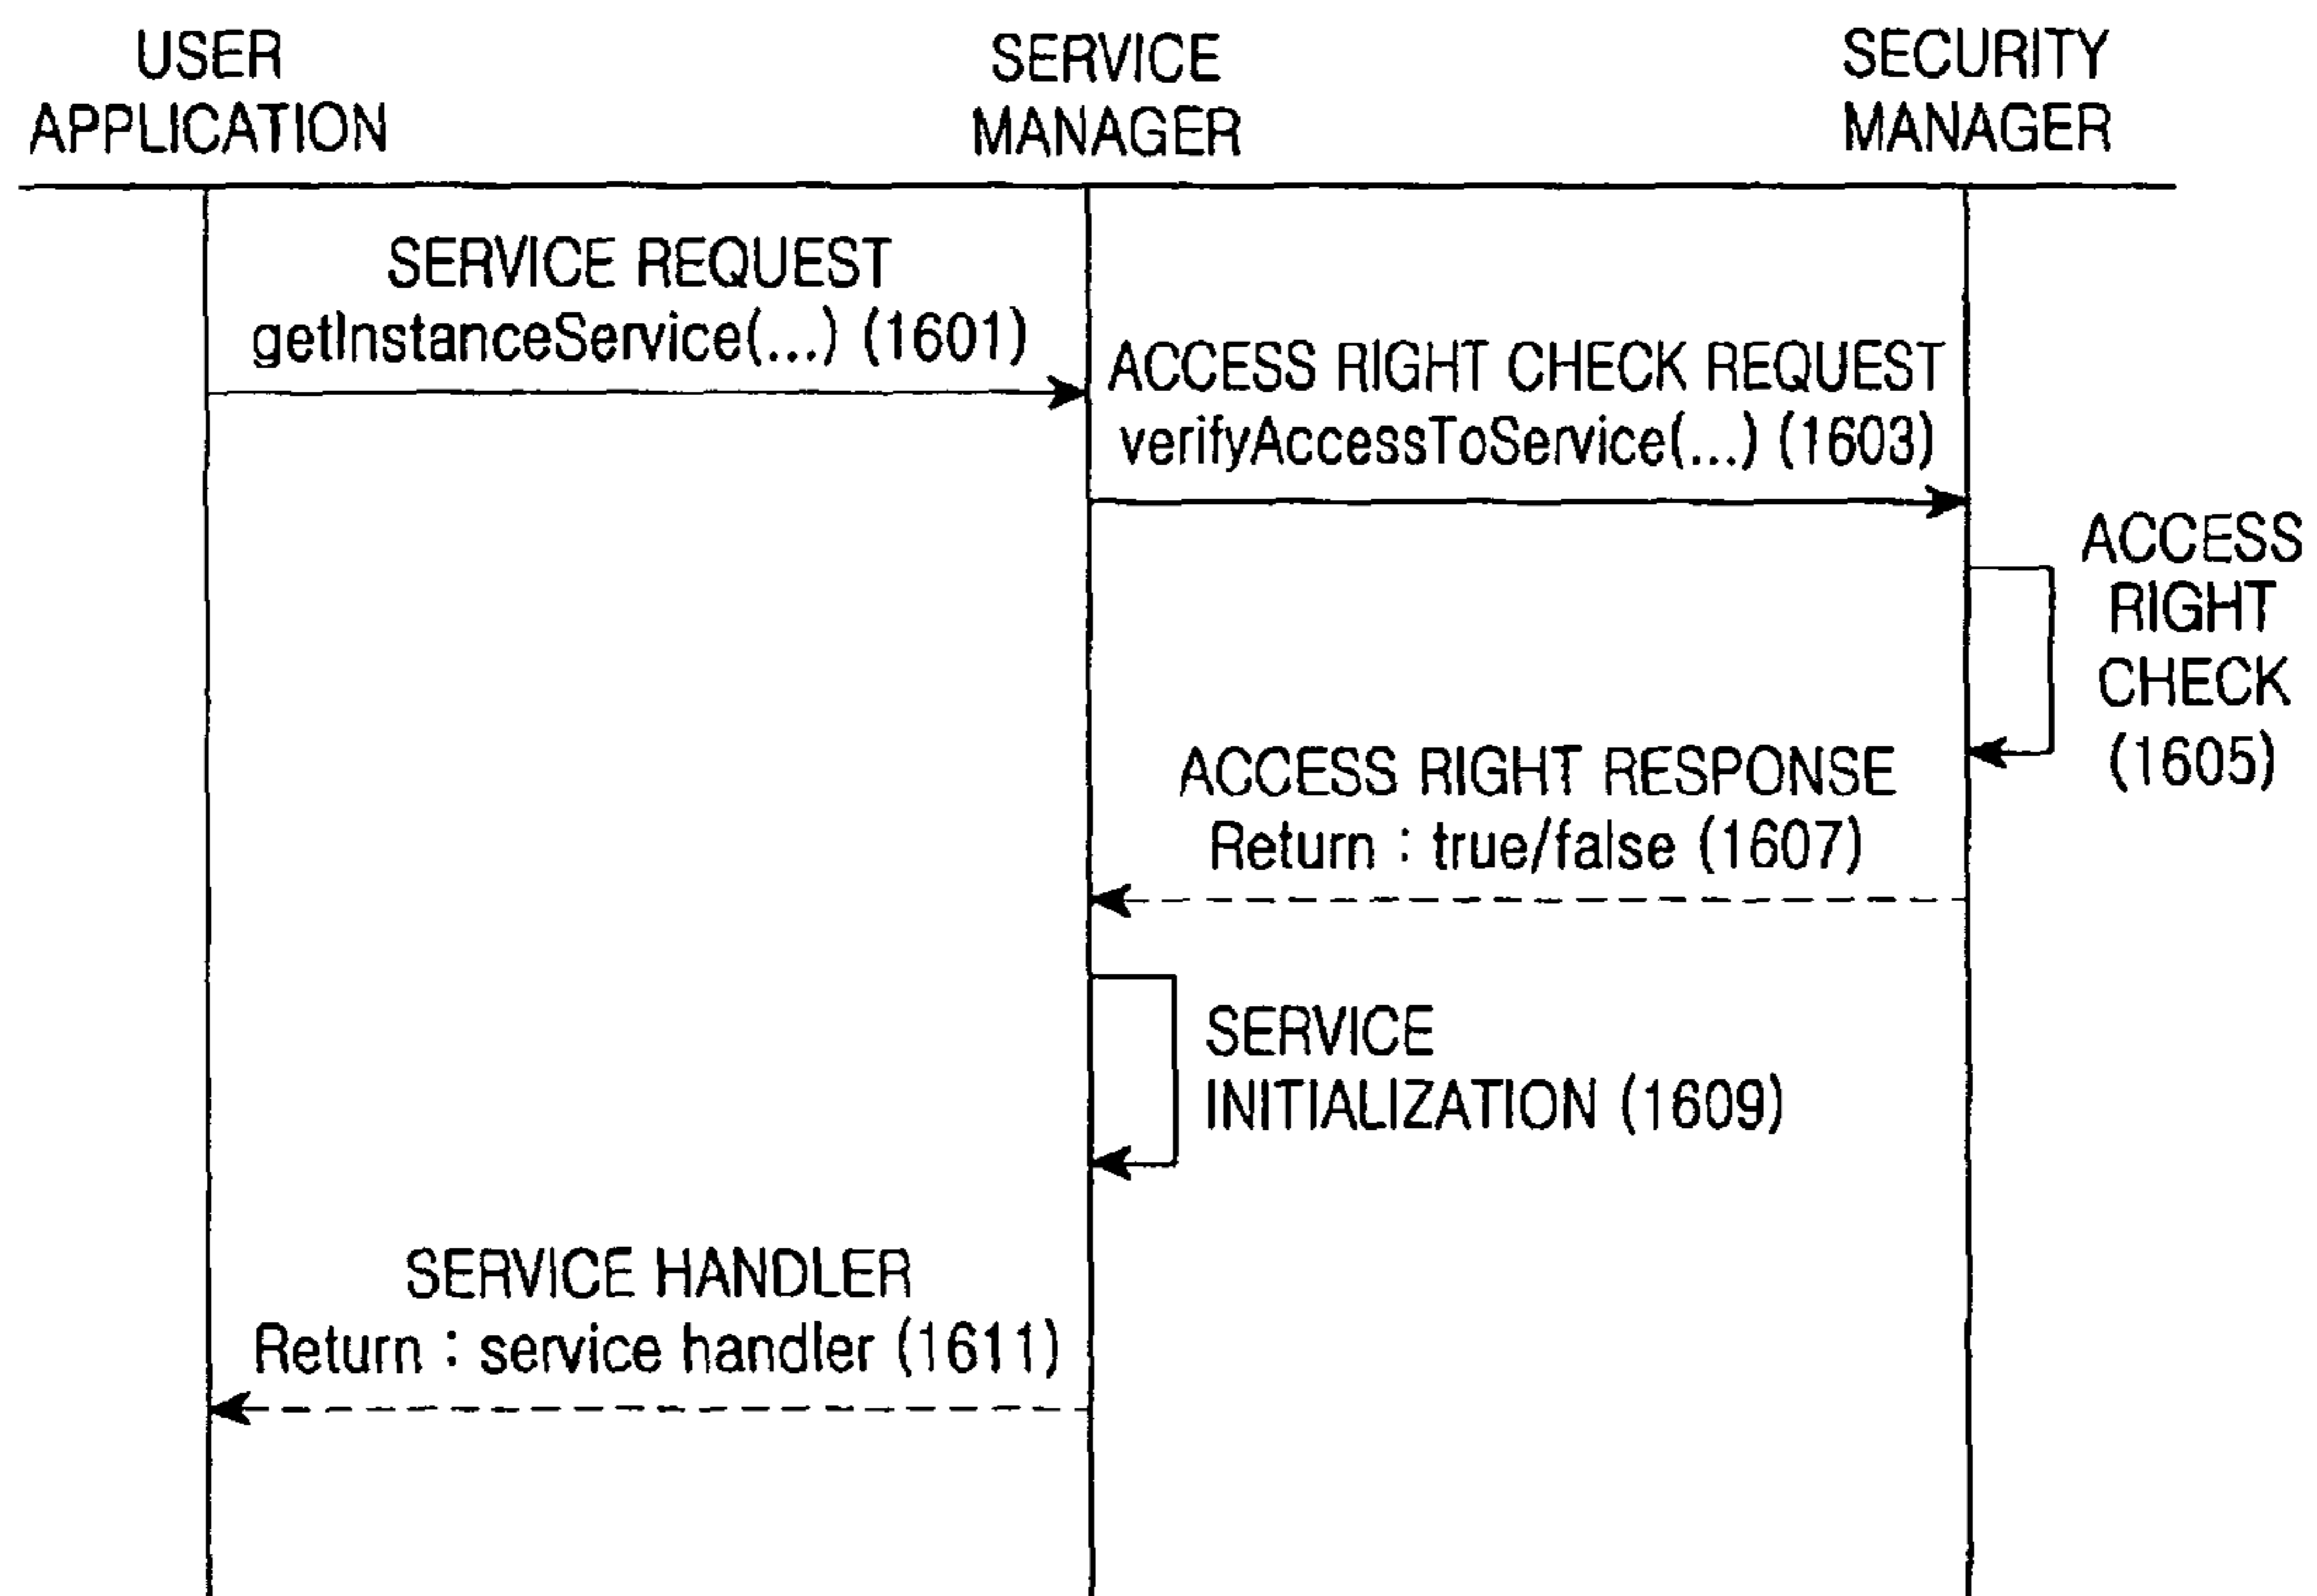 USER
APPLICATION
SERVICE
MANAGER
SECURITY
MANAGER
SERVICE REQUEST
getInstanceService(...) (1601)
ACCESS RIGHT CHECK REQUEST
verifyAccessToService(...) (1603)
ACCESS
RIGHT
CHECK
(1605)
ACCESS RIGHT RESPONSE
Return : true/false (1607)
SERVICE
INITIALIZATION (1609)
SERVICE HANDLER
Return : service handler (1611)